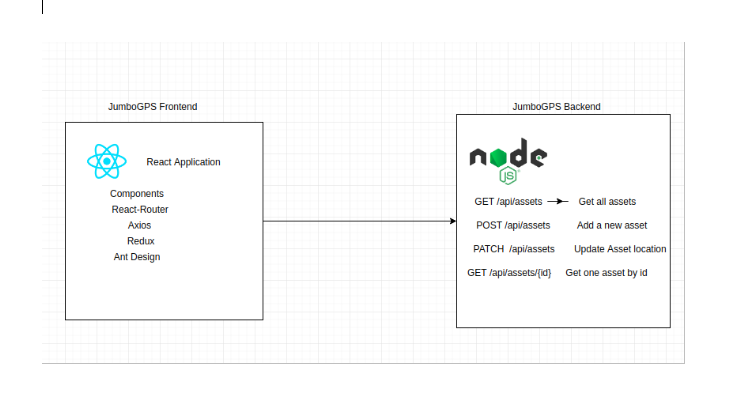 JumboGPS Frontend
React Application
Components
React-Router
Axios
Redux
Ant Design
JumboGPS Backend
node
JS
GET /api/assets Get all assets
POST /api/assets Add a new asset
PATCH /api/assets Update Asset location
GET /api/assets/{id} Get one asset by id